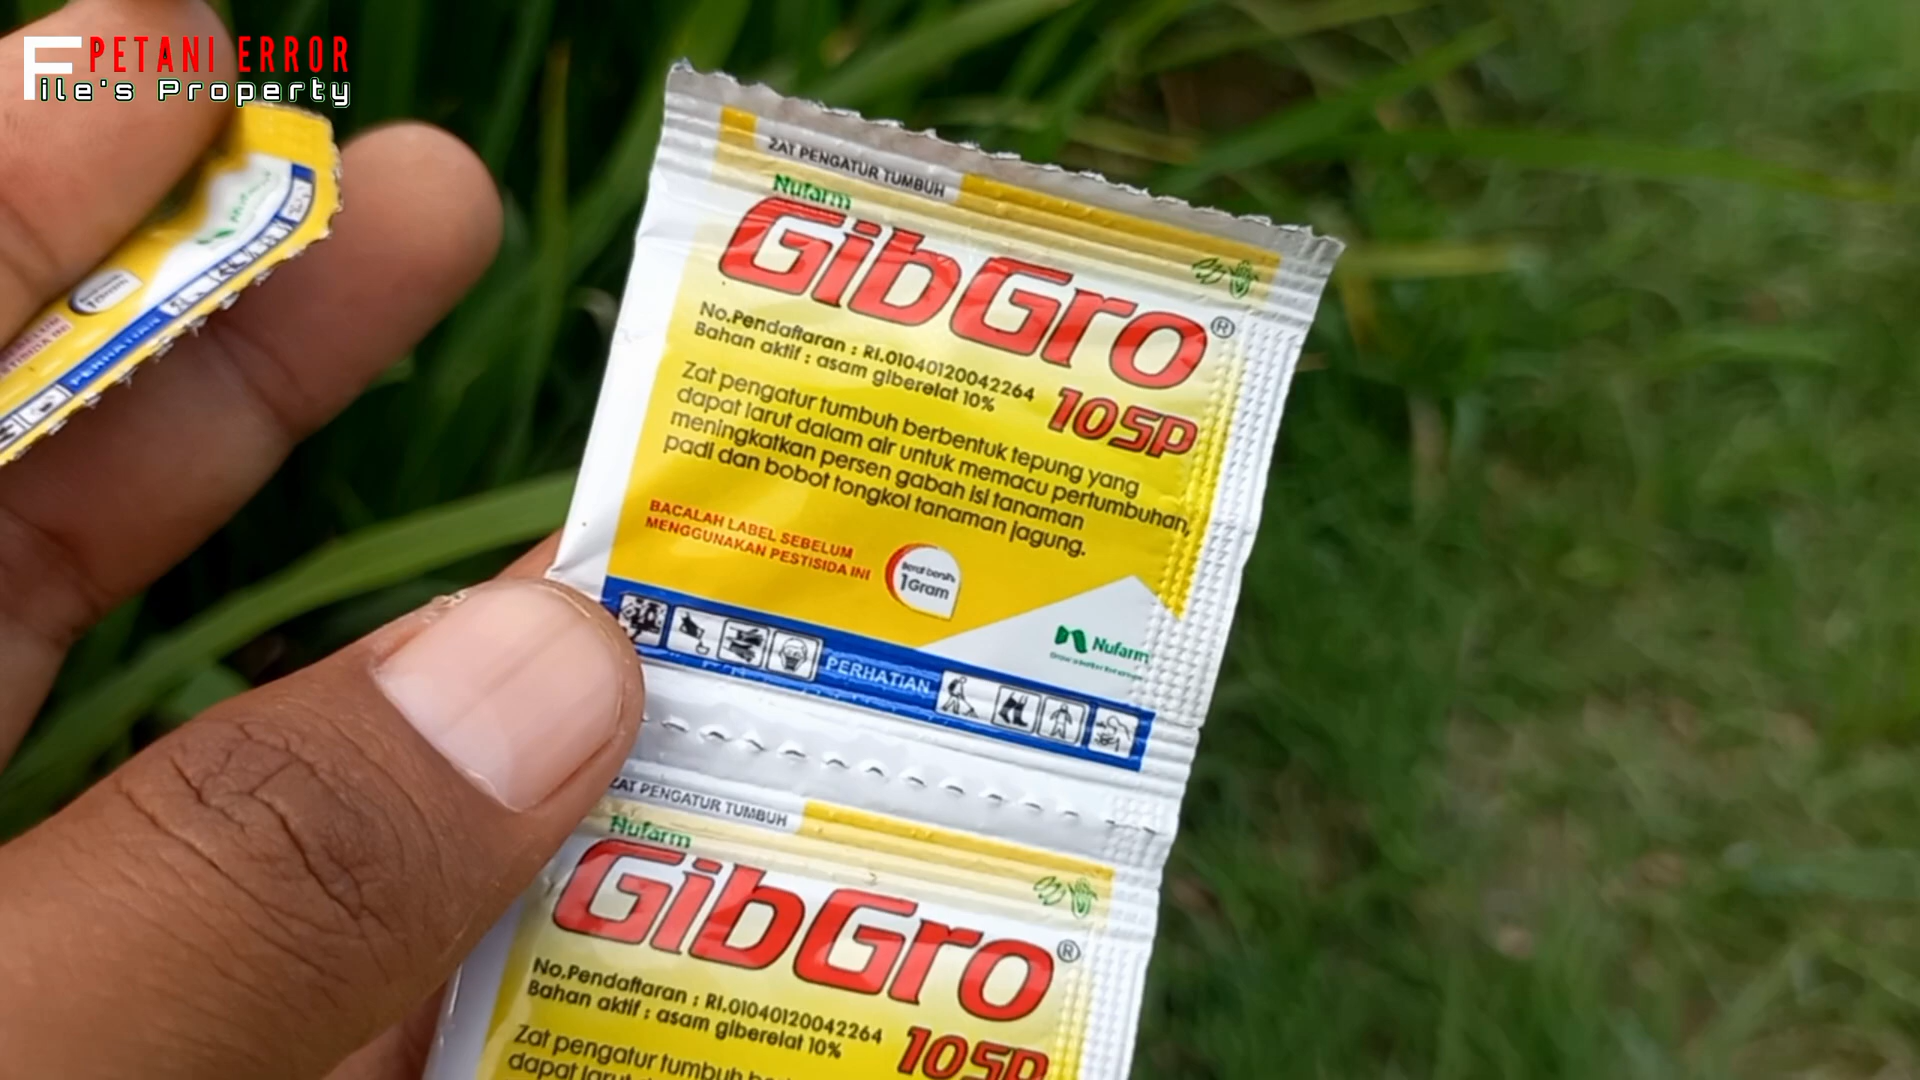 PETANI ERROR
File's Property
ZAT PENGATUR TUMBUH
Nufarm
GibGro®
No.Pendaftaran : RI.01040120042264
Bahan aktif : asam giberelat 10%
10SP
Zat pengatur tumbuh berbentuk tepung yang
dapat larut dalam air untuk memacu pertumbuhan,
meningkatkan persen gabah isi tanaman
padi dan bobot tongkol tanaman jagung.
BACALAH LABEL SEBELUM
MENGGUNAKAN PESTISIDA INI
Berat bersih
1Gram
Nufarm
PERHATIAN
ZAT PENGATUR TUMBUH
Nufarm
GibGro®
No.Pendaftaran : RI.01040120042264
Bahan aktif : asam giberelat 10%
10SP
Zat pengatur tumbuh
dapat larut
PERHATIAN